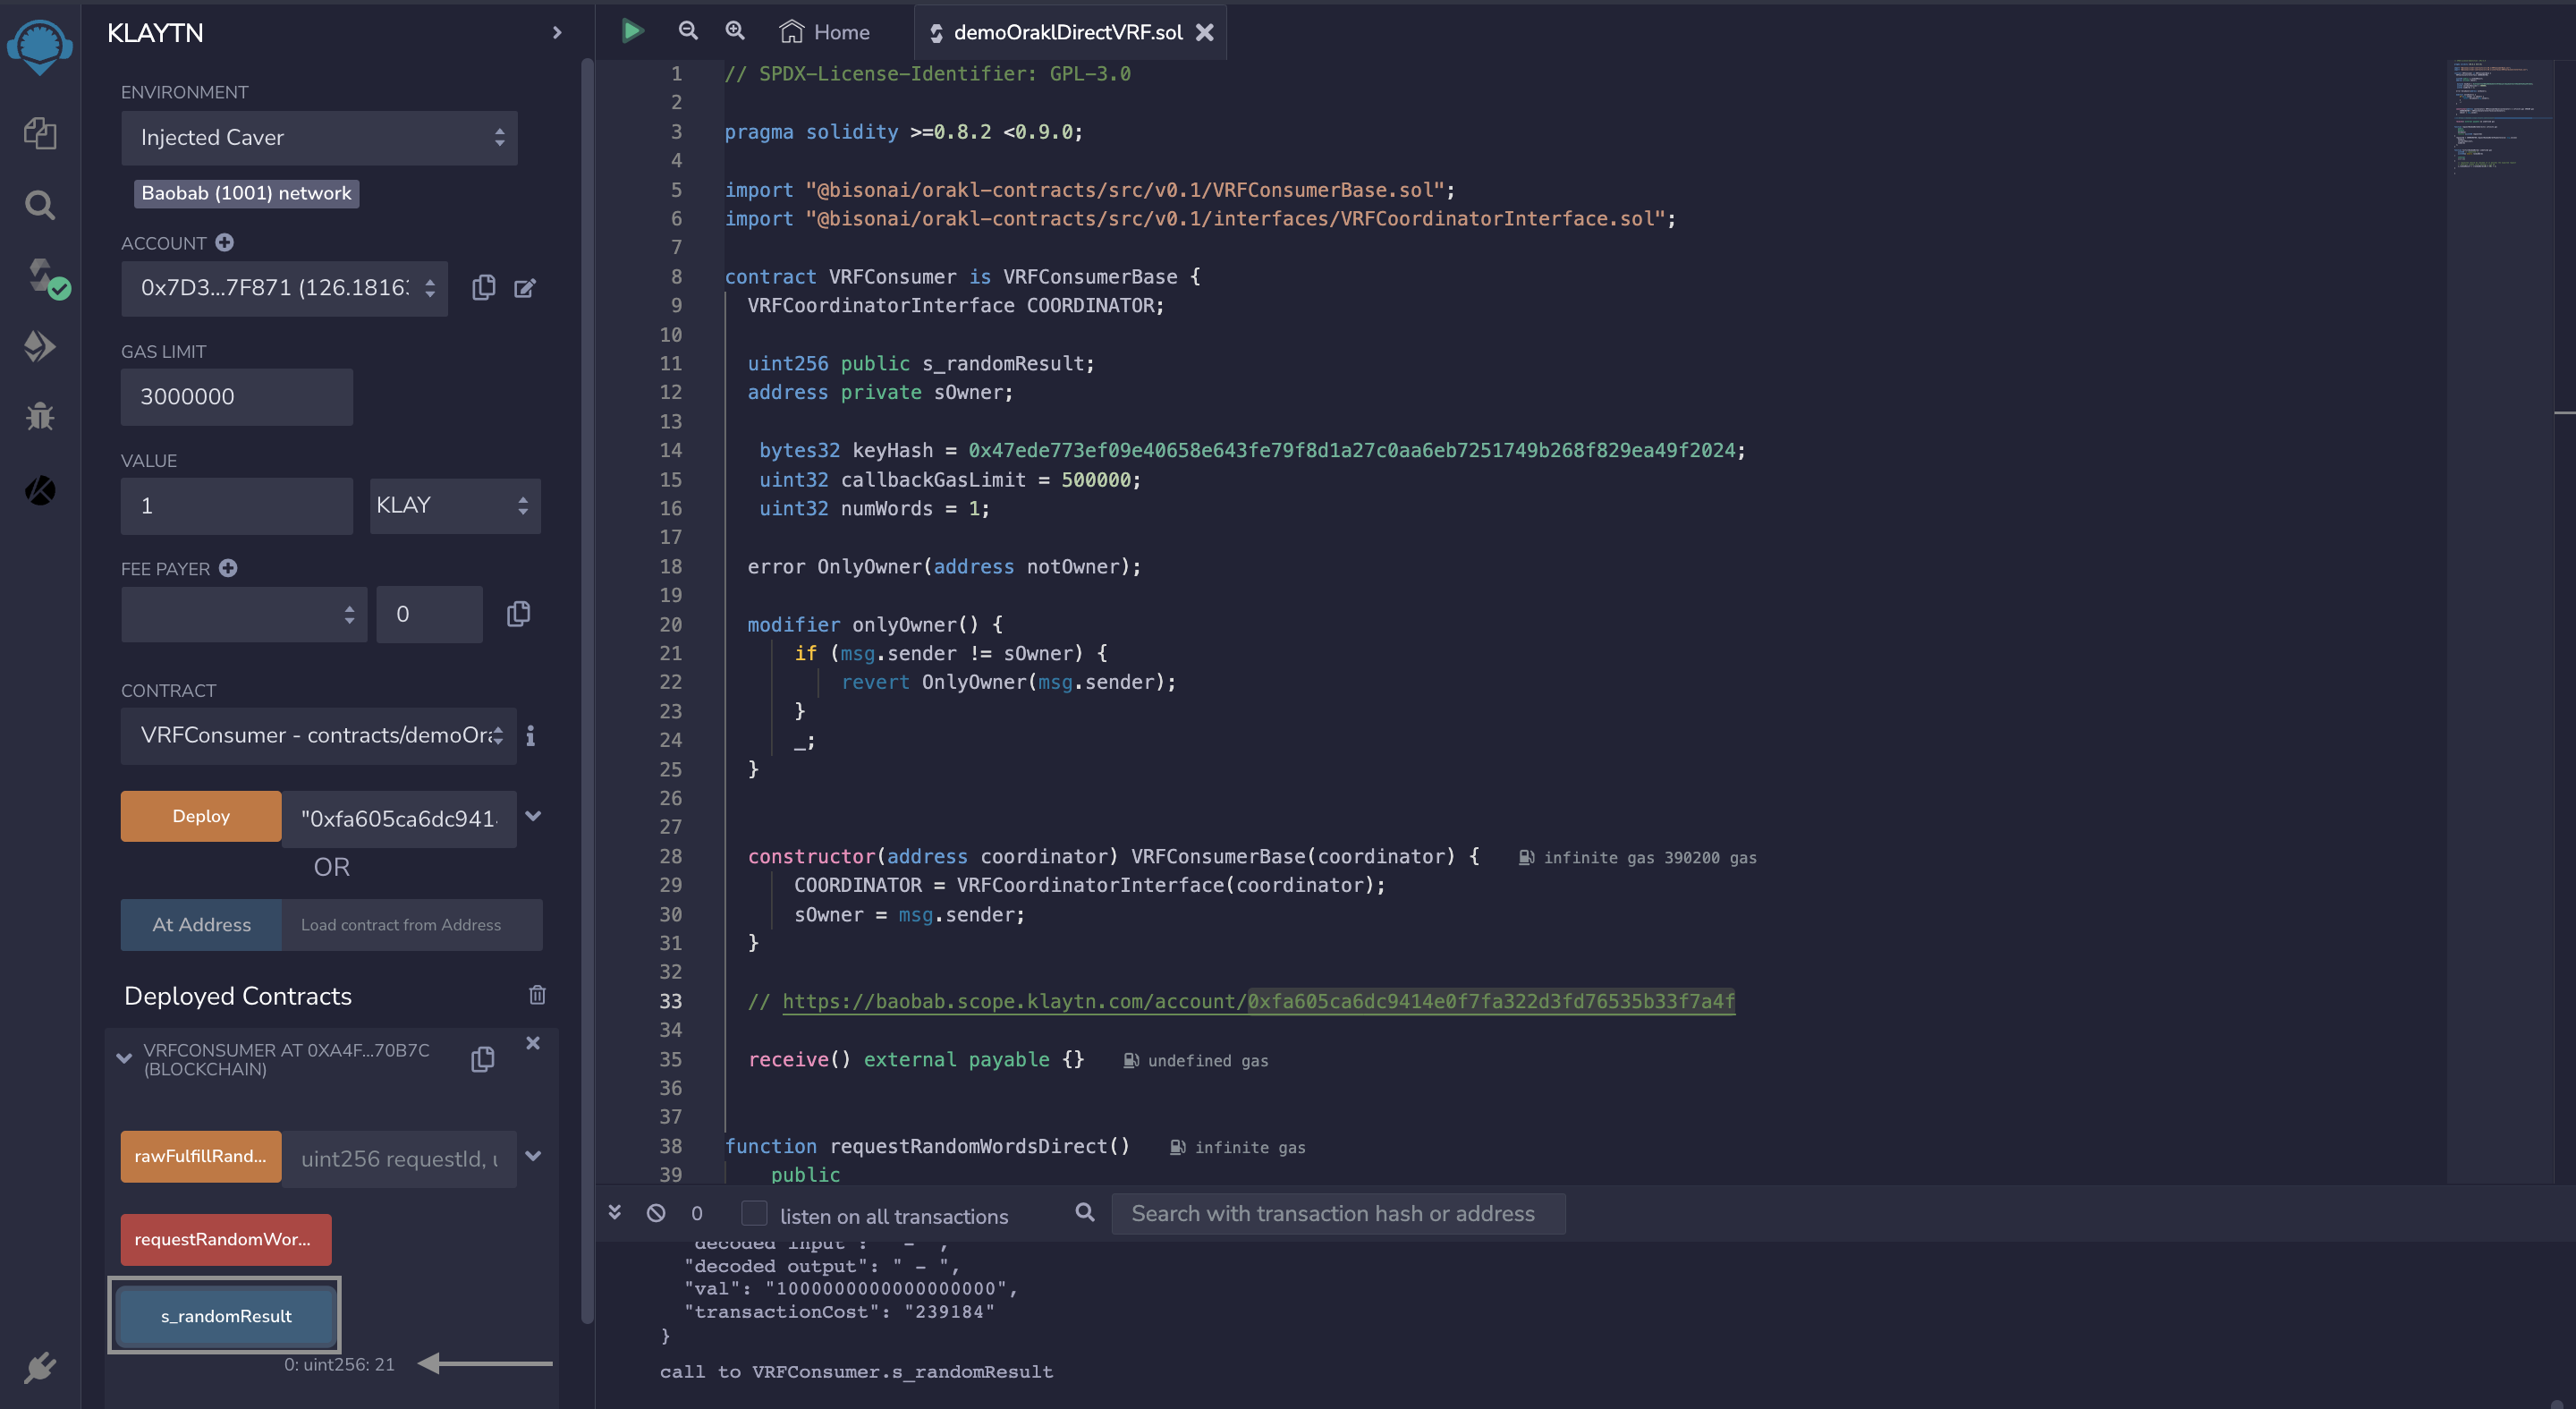 KLAYTN
ENVIRONMENT
Injected Caver
Baobab (1001) network
ACCOUNT
0x7D3...7F871 (126.18163
GAS LIMIT
3000000
VALUE
1
KLAY
FEE PAYER
0
CONTRACT
VRFConsumer - contracts/demoOra
Deploy
"0xfa605ca6dc941
OR
At Address
Load contract from Address
Deployed Contracts
VRFCONSUMER AT 0XA4F...70B7C
(BLOCKCHAIN)
rawFulfillRand...
uint256 requestId, u
requestRandomWor...
s_randomResult
0: uint256: 21
Home
demoOraklDirectVRF.sol
1 // SPDX-License-Identifier: GPL-3.0
2
3 pragma solidity >=0.8.2 <0.9.0;
4
5 import "@bisonai/orakl-contracts/src/v0.1/VRFConsumerBase.sol";
6 import "@bisonai/orakl-contracts/src/v0.1/interfaces/VRFCoordinatorInterface.sol";
7
8 contract VRFConsumer is VRFConsumerBase {
9 VRFCoordinatorInterface COORDINATOR;
10
11 uint256 public s_randomResult;
12 address private sOwner;
13
14 bytes32 keyHash = 0x47ede773ef09e40658e643fe79f8d1a27c0aa6eb7251749b268f829ea49f2024;
15 uint32 callbackGasLimit = 500000;
16 uint32 numWords = 1;
17
18 error OnlyOwner(address notOwner);
19
20 modifier onlyOwner() {
21 if (msg.sender != sOwner) {
22 revert OnlyOwner(msg.sender);
23 }
24 _;
25 }
26
27
28 constructor(address coordinator) VRFConsumerBase(coordinator) { infinite gas 390200 gas
29 COORDINATOR = VRFCoordinatorInterface(coordinator);
30 sOwner = msg.sender;
31 }
32
33 // https://baobab.scope.klaytn.com/account/0xfa605ca6dc9414e0f7fa322d3fd76535b33f7a4f
34
35 receive() external payable {} undefined gas
36
37
38 function requestRandomWordsDirect() infinite gas
39 public
0
listen on all transactions
Search with transaction hash or address
"decoded input": " - ",
"decoded output": " - ",
"val": "1000000000000000000",
"transactionCost": "239184"
}
call to VRFConsumer.s_randomResult